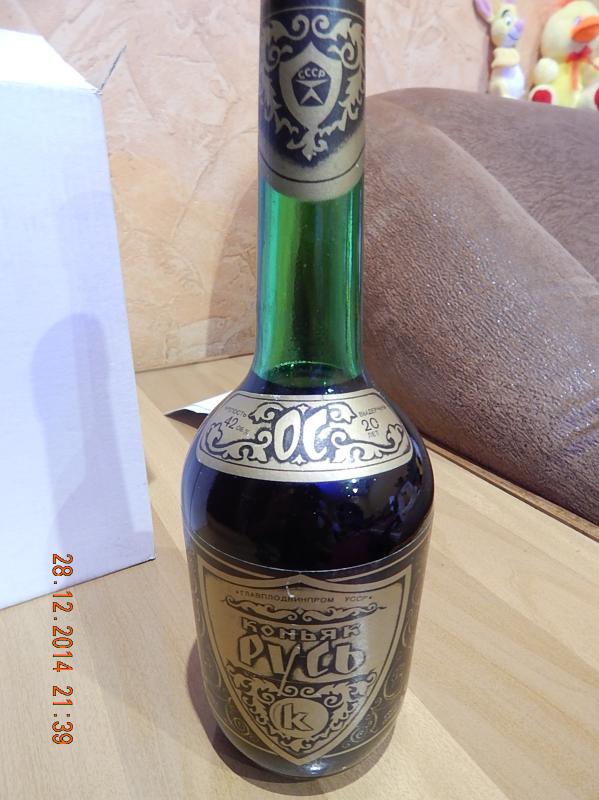 СССР
КРЕПОСТЬ
42 ОБ.%
ОС
ВЫДЕРЖКА
20
ЛЕТ
"ГЛАВПЛОДВИНПРОМ УССР"
КОНЬЯК
РУСЬ
К
28.12.2014 21:39